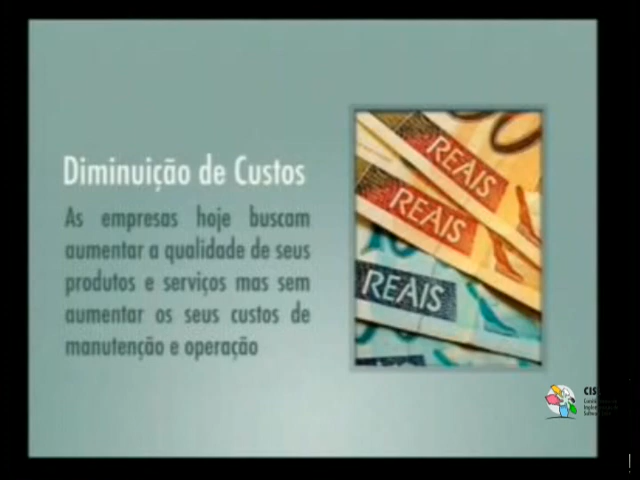 Diminuição de Custos
As empresas hoje buscam
aumentar a qualidade de seus
produtos e serviços mas sem
aumentar os seus custos de
manutenção e operação
REAIS
REAIS
REAIS
CIS